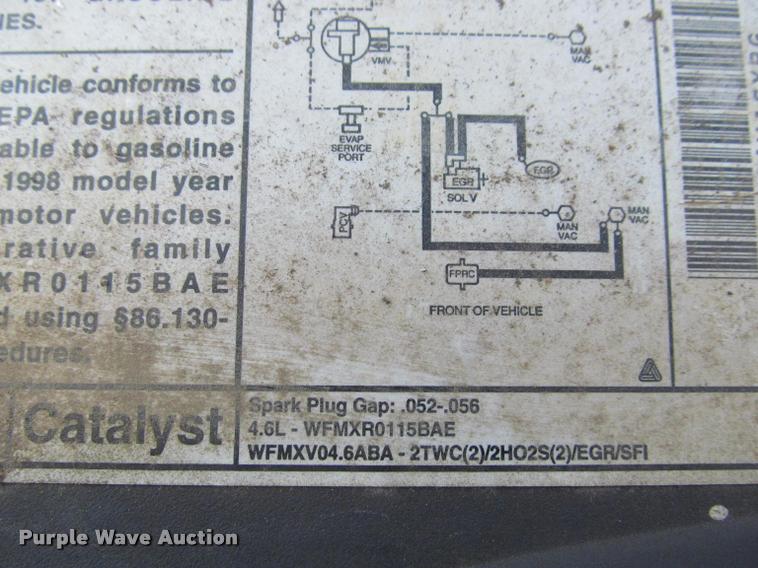 NES.
ehicle conforms to
EPA regulations
able to gasoline
1998 model year
motor vehicles.
rative family
XR0115BAE
d using §86.130-
edures.
VMV
MAN
VAC
EVAP
SERVICE
PORT
EGR
SOL V
EGR
PCV
MAN
VAC
MAN
VAC
FPRC
FRONT OF VEHICLE
Catalyst
Spark Plug Gap: .052-.056
4.6L - WFMXR0115BAE
WFMXV04.6ABA - 2TWC(2)/2HO2S(2)/EGR/SFI
Purple Wave Auction